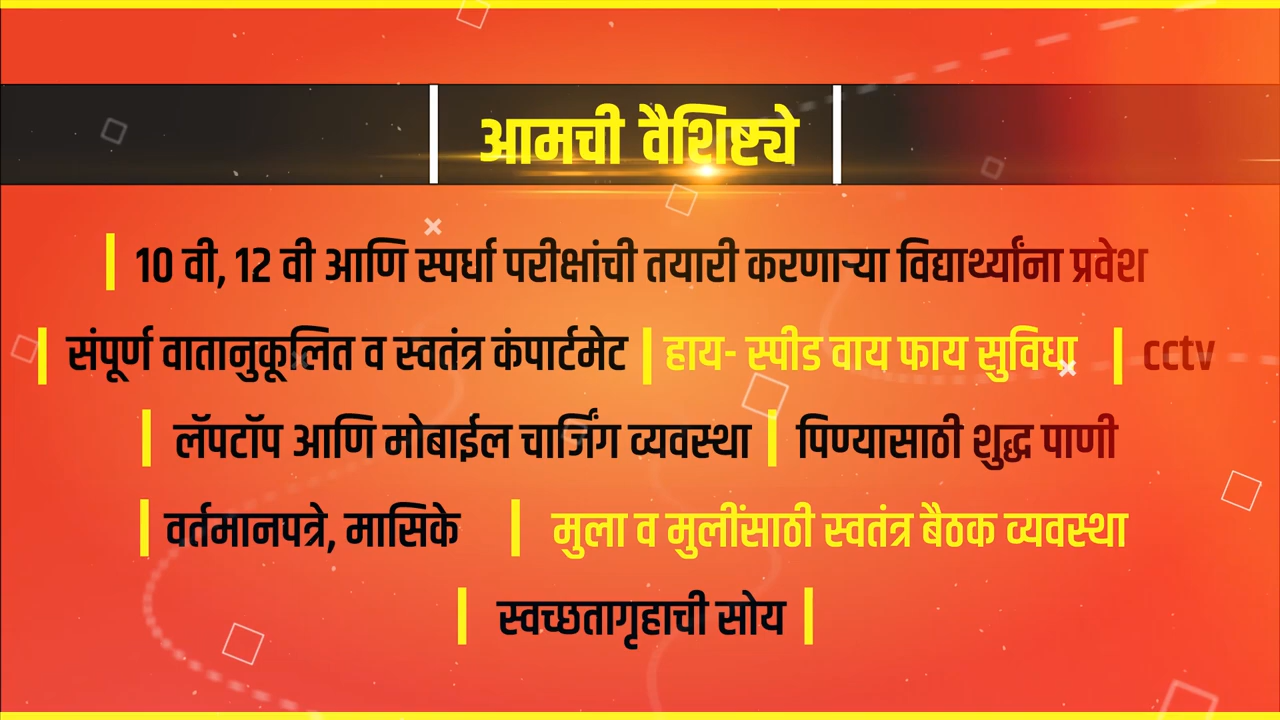 आमची वैशिष्ट्ये
| 10 वी, 12 वी आणि स्पर्धा परीक्षांची तयारी करणाऱ्या विद्यार्थ्यांना प्रवेश
| संपूर्ण वातानुकूलित व स्वतंत्र कंपार्टमेट | हाय- स्पीड वाय फाय सुविधा | cctv
| लॅपटॉप आणि मोबाईल चार्जिंग व्यवस्था | पिण्यासाठी शुद्ध पाणी
| वर्तमानपत्रे, मासिके | मुला व मुलींसाठी स्वतंत्र बैठक व्यवस्था
| स्वच्छतागृहाची सोय |